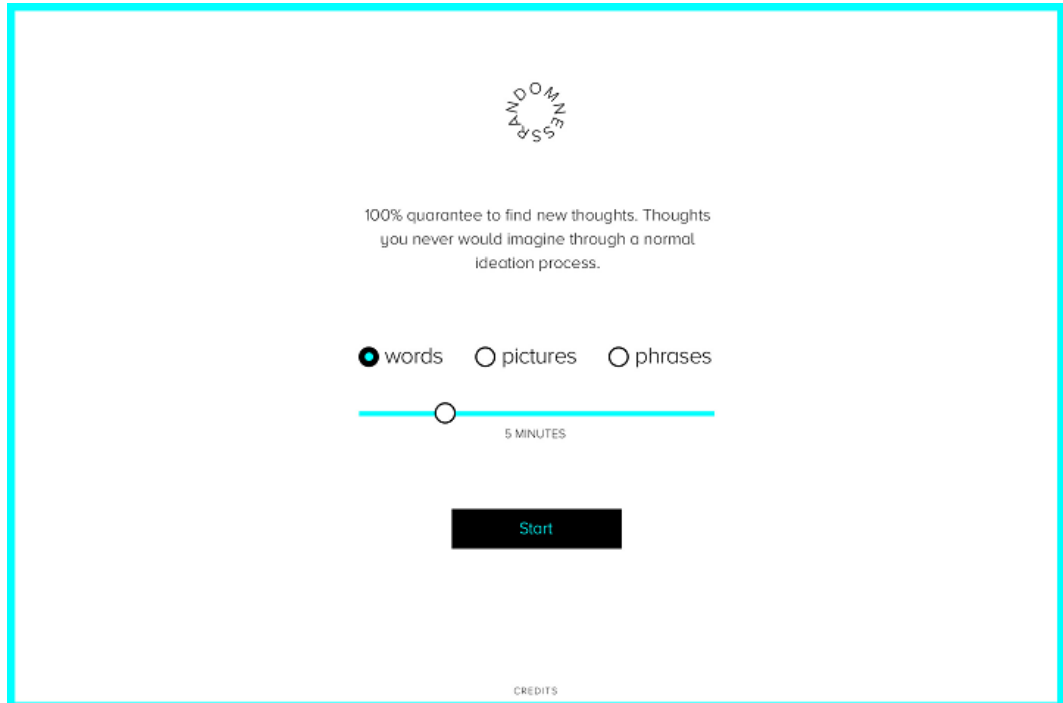 RANDOMNESS
100% quarantee to find new thoughts. Thoughts
you never would imagine through a normal
ideation process.
words pictures phrases
5 MINUTES
Start
CREDITS